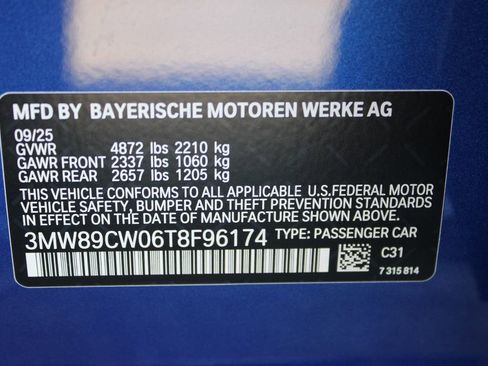 MFD BY BAYERISCHE MOTOREN WERKE AG
09/25
GVWR 4872 lbs 2210 kg
GAWR FRONT 2337 lbs 1060 kg
GAWR REAR 2657 lbs 1205 kg
THIS VEHICLE CONFORMS TO ALL APPLICABLE U.S.FEDERAL MOTOR
VEHICLE SAFETY, BUMPER AND THEFT PREVENTION STANDARDS
IN EFFECT ON THE DATE OF MANUFACTURE SHOWN ABOVE.
3MW89CW06T8F96174 TYPE: PASSENGER CAR
C31
7 315 814